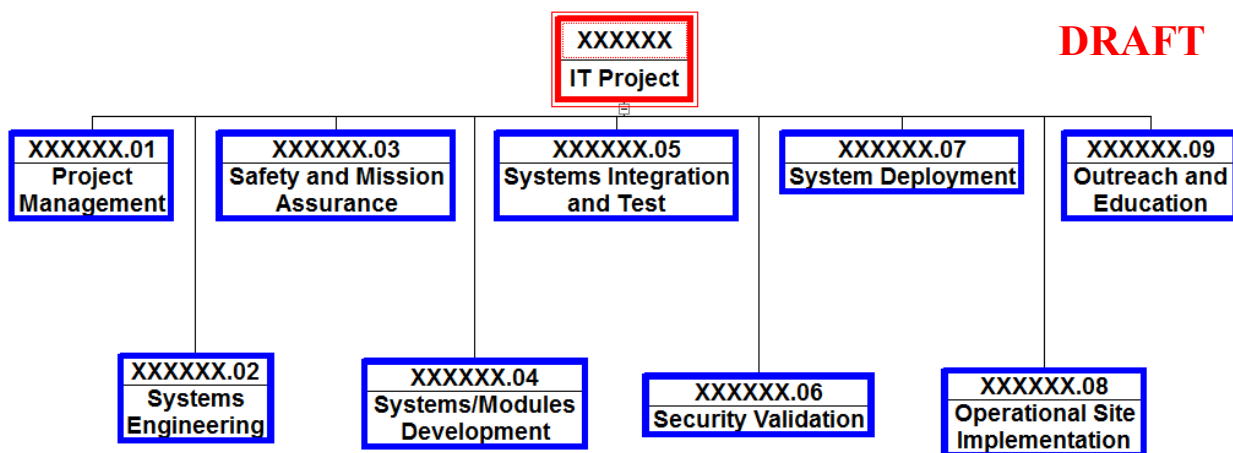 XXXXXX
IT Project
DRAFT
XXXXXX.01
Project
Management
XXXXXX.03
Safety and Mission
Assurance
XXXXXX.05
Systems Integration
and Test
XXXXXX.07
System Deployment
XXXXXX.09
Outreach and
Education
XXXXXX.02
Systems
Engineering
XXXXXX.04
Systems/Modules
Development
XXXXXX.06
Security Validation
XXXXXX.08
Operational Site
Implementation